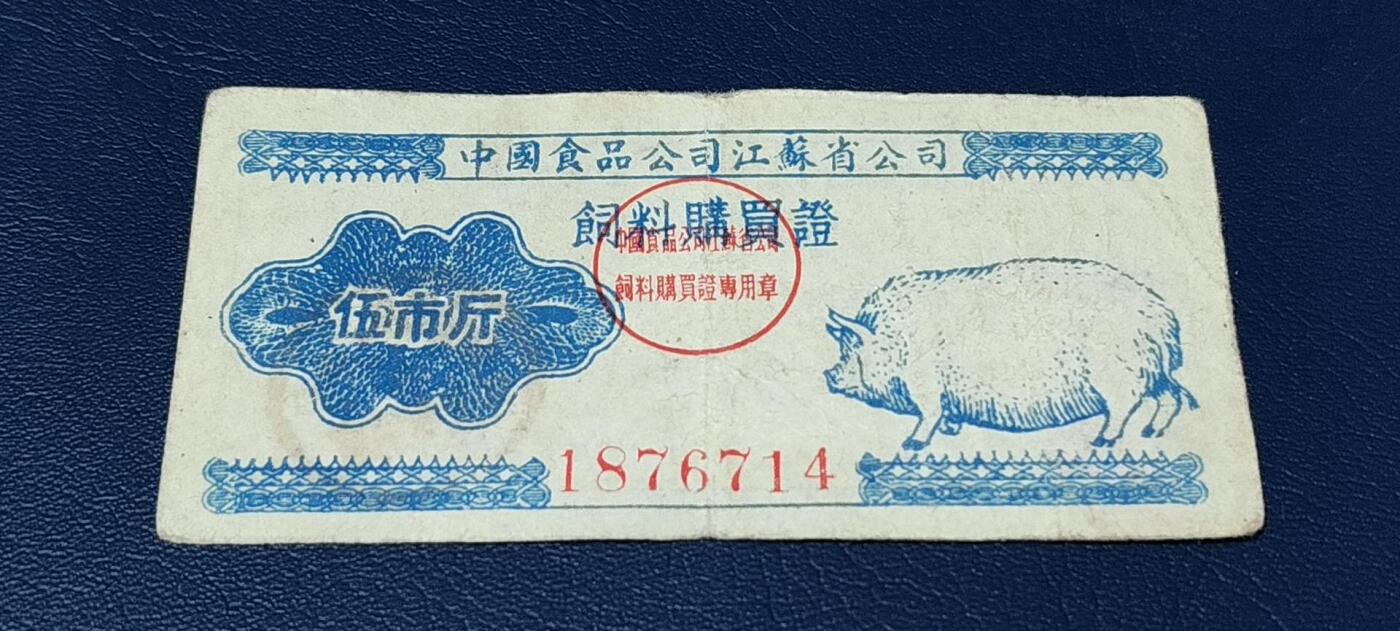 中國食品公司江蘇省公司
飼料購買證
中國食品公司江蘇省公司
飼料購買證專用章
伍市斤
1876714